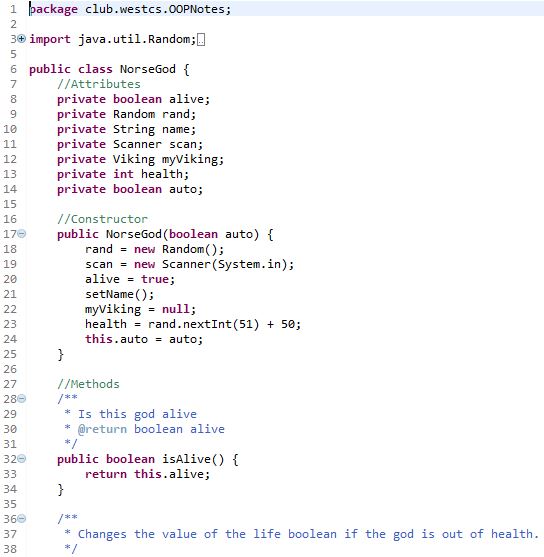 1 package club.westcs.OOPNotes;
2
3 import java.util.Random;
5
6 public class NorseGod {
7     //Attributes
8     private boolean alive;
9     private Random rand;
10     private String name;
11     private Scanner scan;
12     private Viking myViking;
13     private int health;
14     private boolean auto;
15
16     //Constructor
17     public NorseGod(boolean auto) {
18         rand = new Random();
19         scan = new Scanner(System.in);
20         alive = true;
21         setName();
22         myViking = null;
23         health = rand.nextInt(51) + 50;
24         this.auto = auto;
25     }
26
27     //Methods
28     /**
29      * Is this god alive
30      * @return boolean alive
31      */
32     public boolean isAlive() {
33         return this.alive;
34     }
35
36     /**
37      * Changes the value of the life boolean if the god is out of health.
38      */